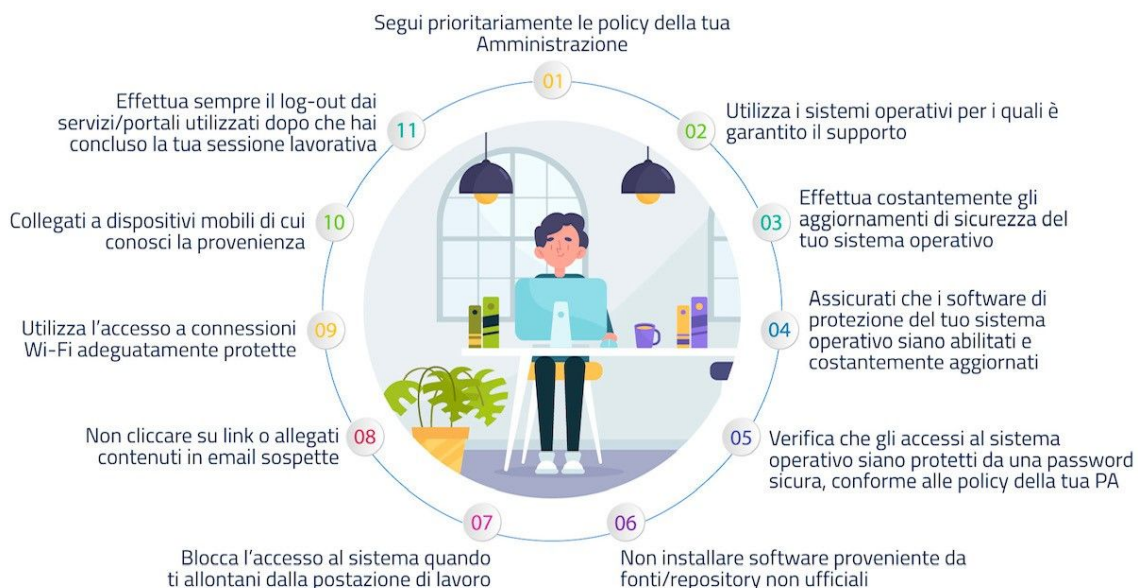 Segui prioritariamente le policy della tua
Amministrazione
01
02
Utilizza i sistemi operativi per i quali è
garantito il supporto
03
Effettua costantemente gli
aggiornamenti di sicurezza del
tuo sistema operativo
04
Assicurati che i software di
protezione del tuo sistema
operativo siano abilitati e
costantemente aggiornati
05
Verifica che gli accessi al sistema
operativo siano protetti da una password
sicura, conforme alle policy della tua PA
06
Non installare software proveniente da
fonti/repository non ufficiali
07
Blocca l’accesso al sistema quando
ti allontani dalla postazione di lavoro
08
Non cliccare su link o allegati
contenuti in email sospette
09
Utilizza l’accesso a connessioni
Wi-Fi adeguatamente protette
10
Collegati a dispositivi mobili di cui
conosci la provenienza
11
Effettua sempre il log-out dai
servizi/portali utilizzati dopo che hai
concluso la tua sessione lavorativa